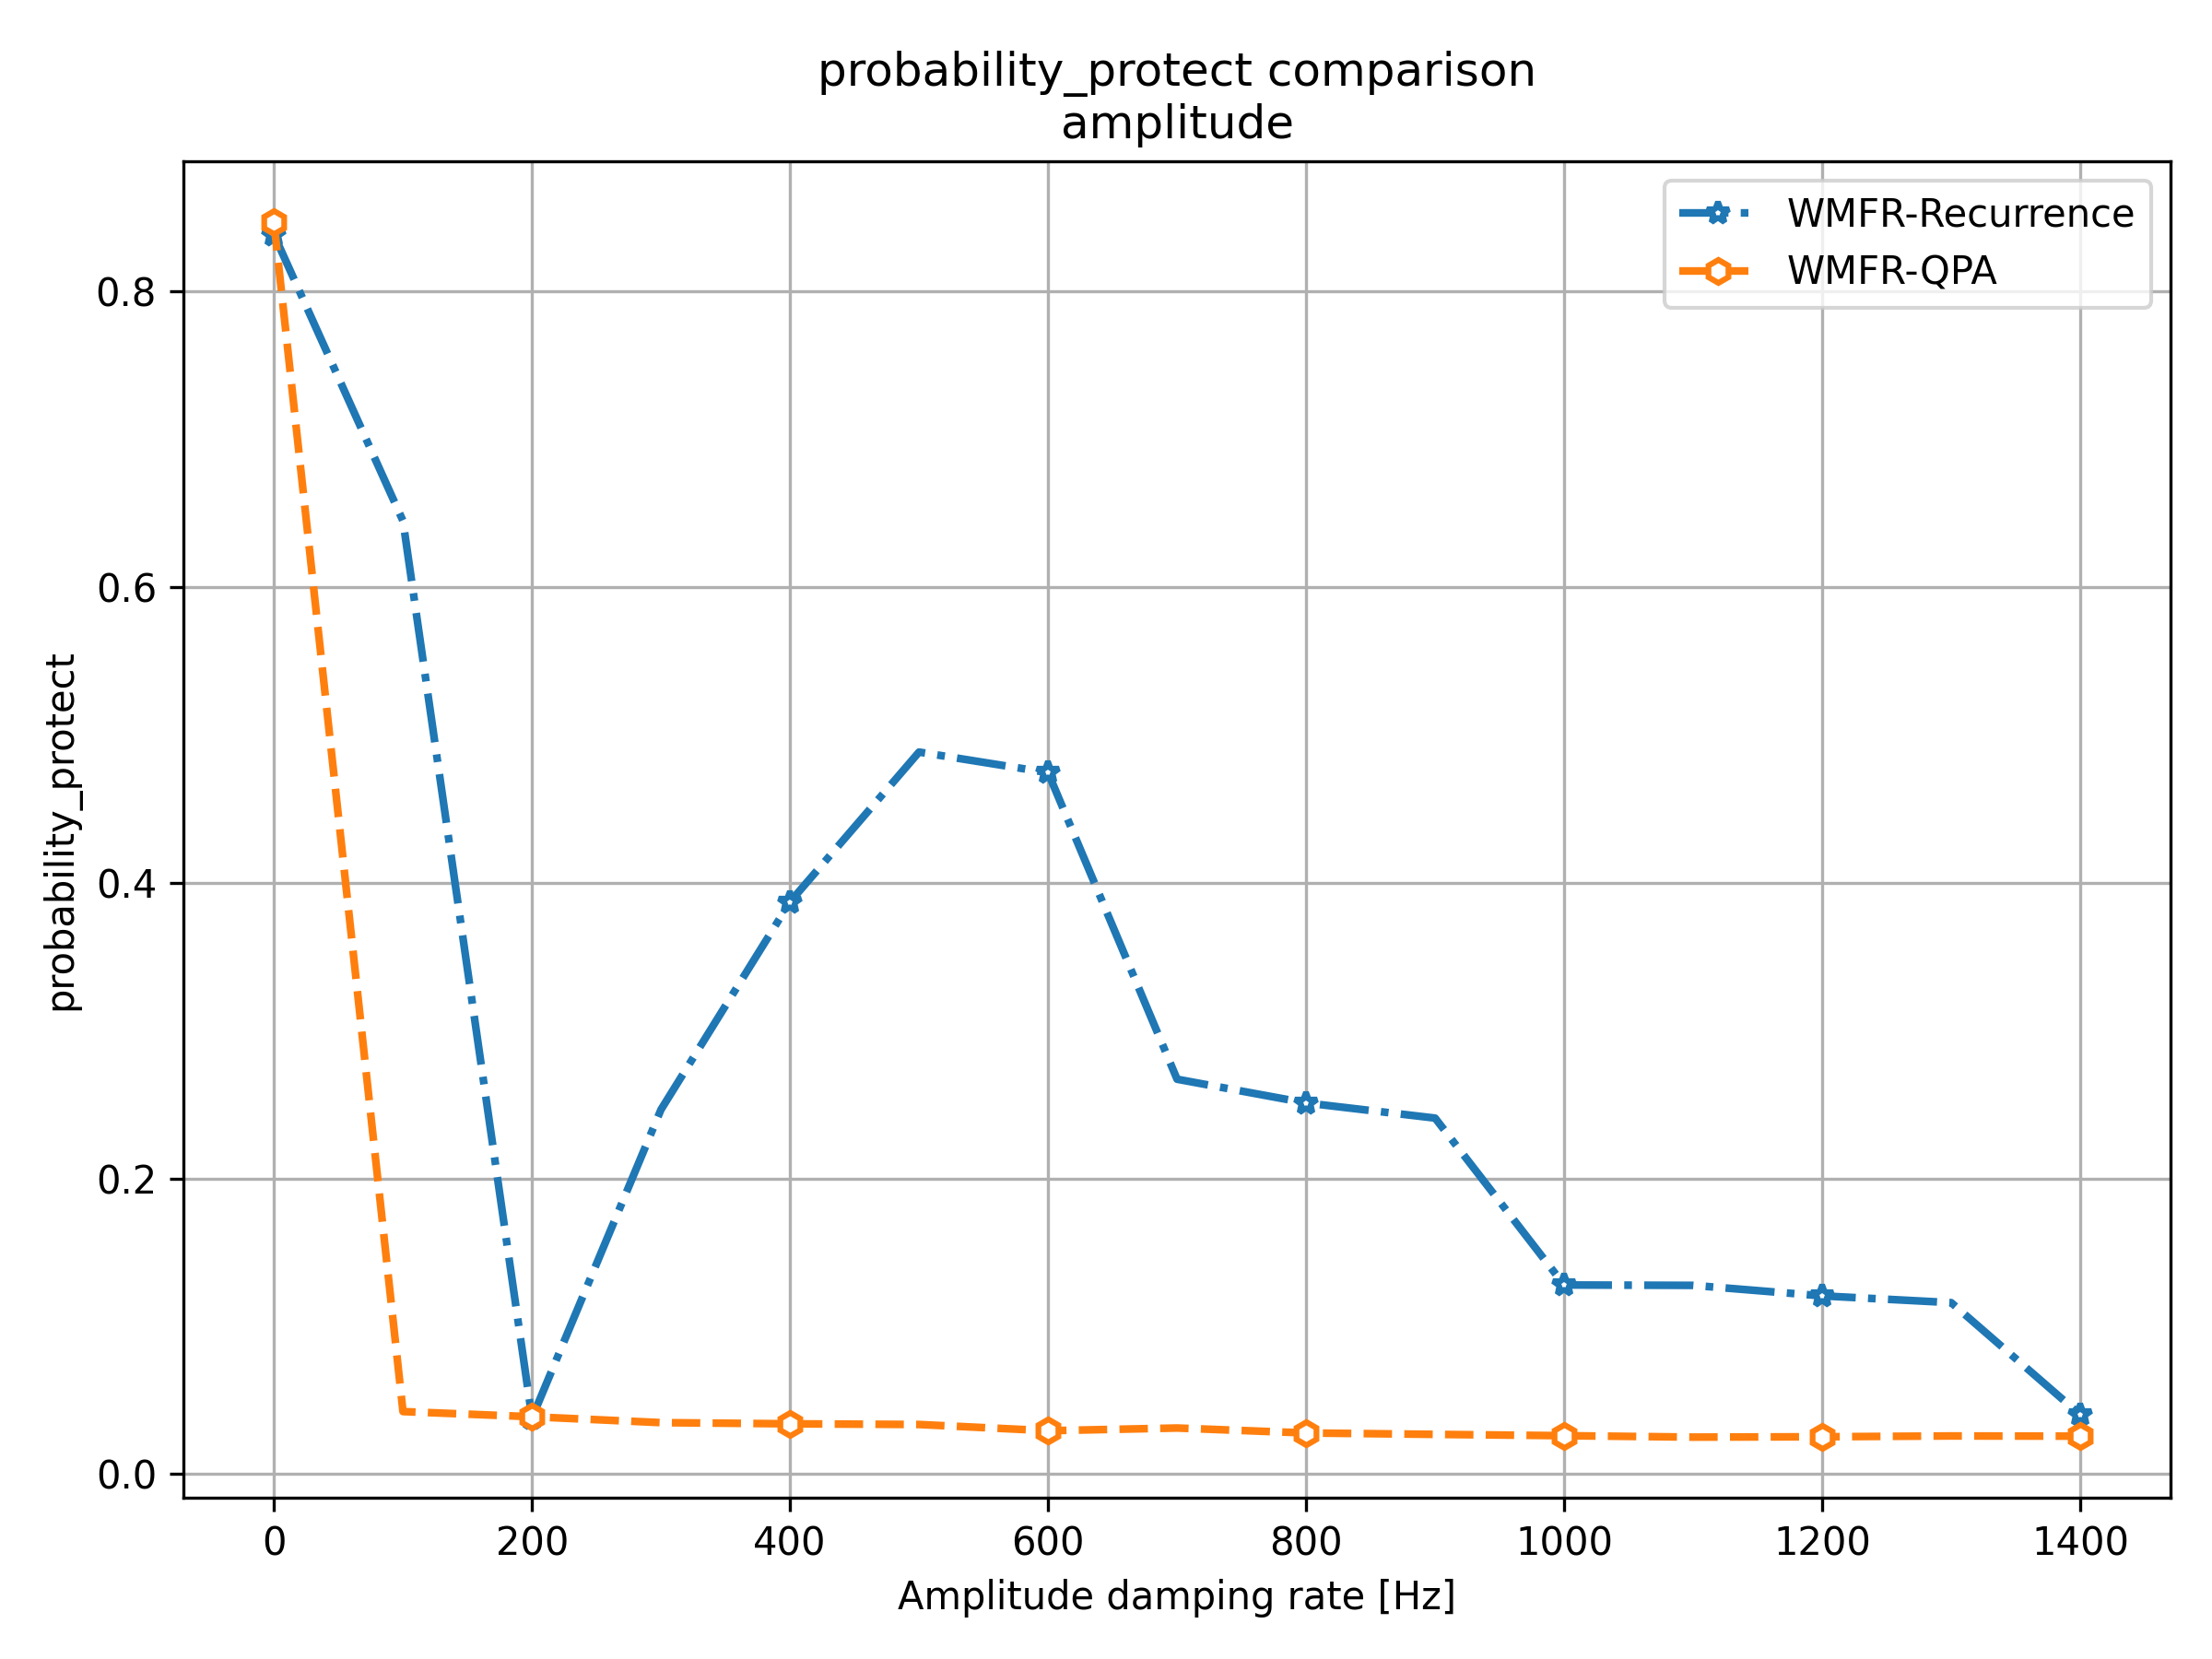 probability_protect comparison
amplitude
WMFR-Recurrence
WMFR-QPA
probability_protect
0.8
0.6
0.4
0.2
0.0
0 200 400 600 800 1000 1200 1400
Amplitude damping rate [Hz]